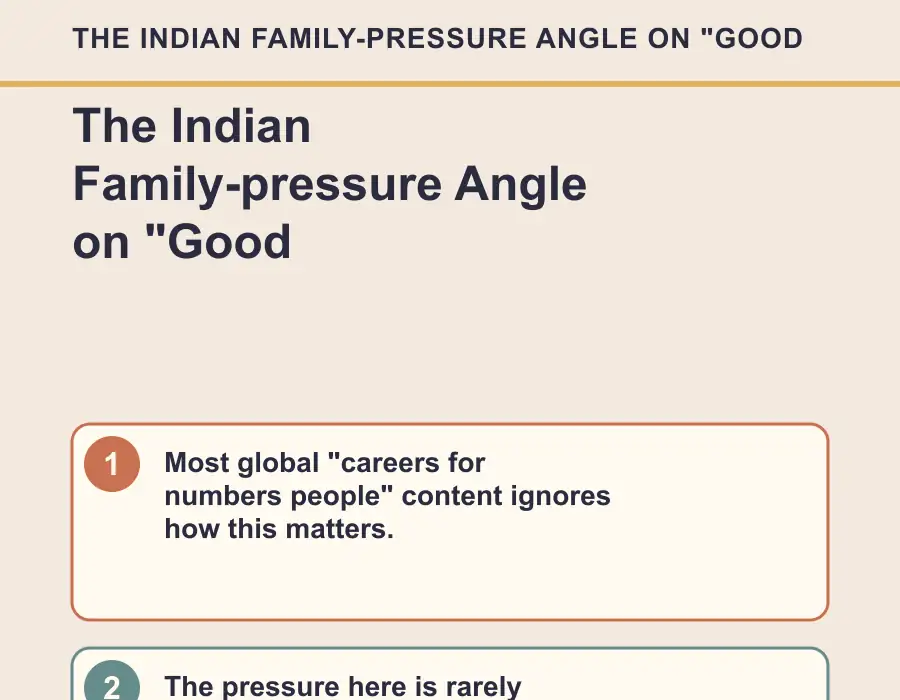 THE INDIAN FAMILY-PRESSURE ANGLE ON "GOOD
The Indian
Family-pressure Angle
on "Good
1
Most global "careers for
numbers people" content ignores
how this matters.
2
The pressure here is rarely